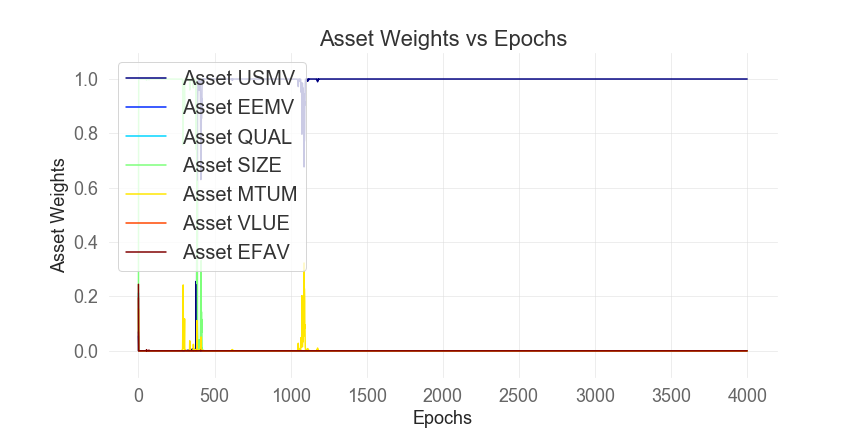 Asset Weights vs Epochs
Asset Weights
1.0
0.8
0.6
0.4
0.2
0.0
Asset USMV
Asset EEMV
Asset QUAL
Asset SIZE
Asset MTUM
Asset VLUE
Asset EFAV
0 500 1000 1500 2000 2500 3000 3500 4000
Epochs